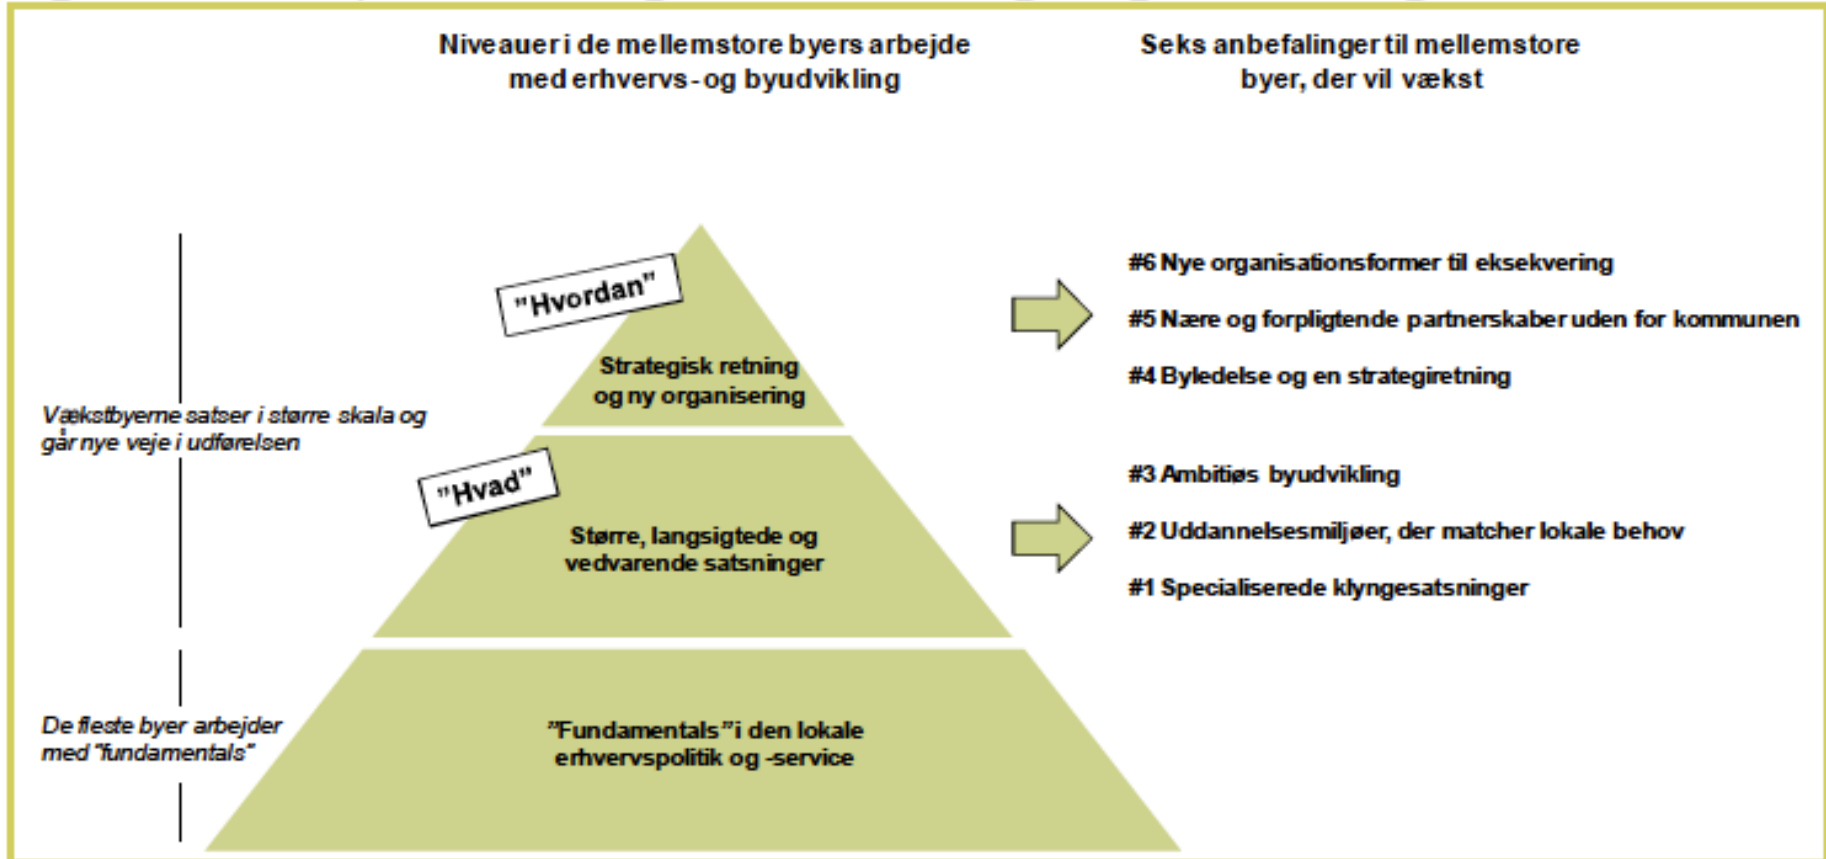 Niveauer i de mellemstore byers arbejde
med erhvervs- og byudvikling
Seks anbefalinger til mellemstore
byer, der vil vækst
"Hvordan"
Strategisk retning
og ny organisering
#6 Nye organisationsformer til eksekvering
#5 Nære og forpligtende partnerskaber uden for kommunen
#4 Byledelse og en strategiretning
Vækstbyerne satser i større skala og
går nye veje i udførelsen
"Hvad"
Større, langsigtede og
vedvarende satsninger
#3 Ambitiøs byudvikling
#2 Uddannelsesmiljøer, der matcher lokale behov
#1 Specialiserede klyngesatsninger
De fleste byer arbejder
med "fundamentals"
"Fundamentals" i den lokale
erhvervspolitik og -service